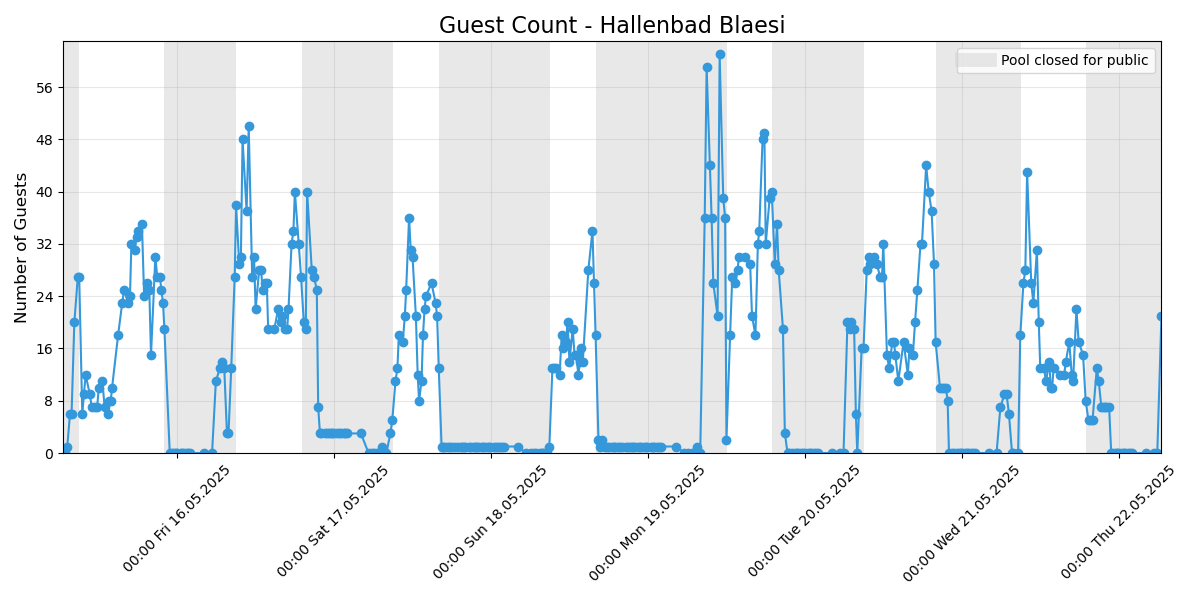 Guest Count - Hallenbad Blaesi
Pool closed for public
Number of Guests
56
48
40
32
24
16
8
0
00:00 Fri 16.05.2025
00:00 Sat 17.05.2025
00:00 Sun 18.05.2025
00:00 Mon 19.05.2025
00:00 Tue 20.05.2025
00:00 Wed 21.05.2025
00:00 Thu 22.05.2025